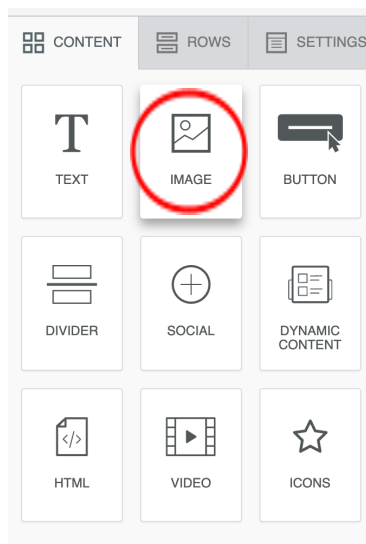 CONTENT
ROWS
SETTINGS
T
TEXT
IMAGE
BUTTON
DIVIDER
SOCIAL
DYNAMIC
CONTENT
</>
HTML
VIDEO
ICONS